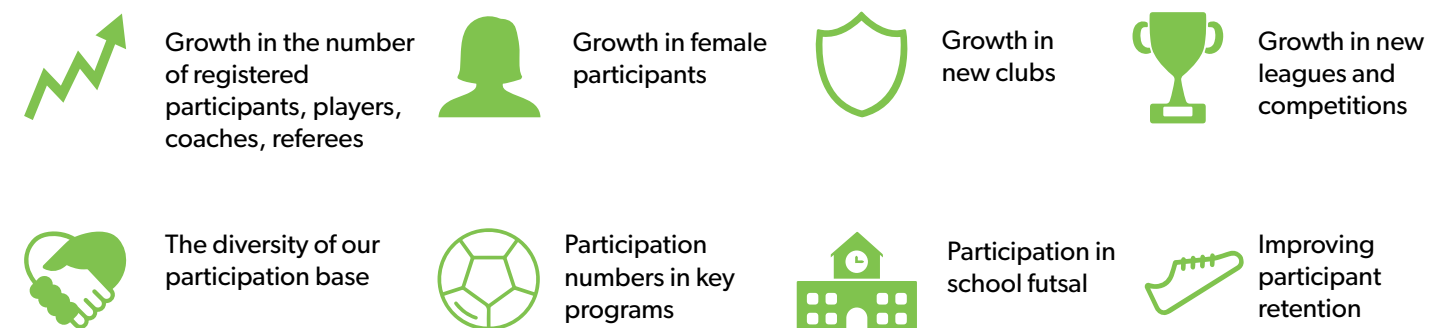 Growth in the number
of registered
participants, players,
coaches, referees
Growth in female
participants
Growth in
new clubs
Growth in new
leagues and
competitions
The diversity of our
participation base
Participation
numbers in key
programs
Participation in
school futsal
Improving
participant
retention